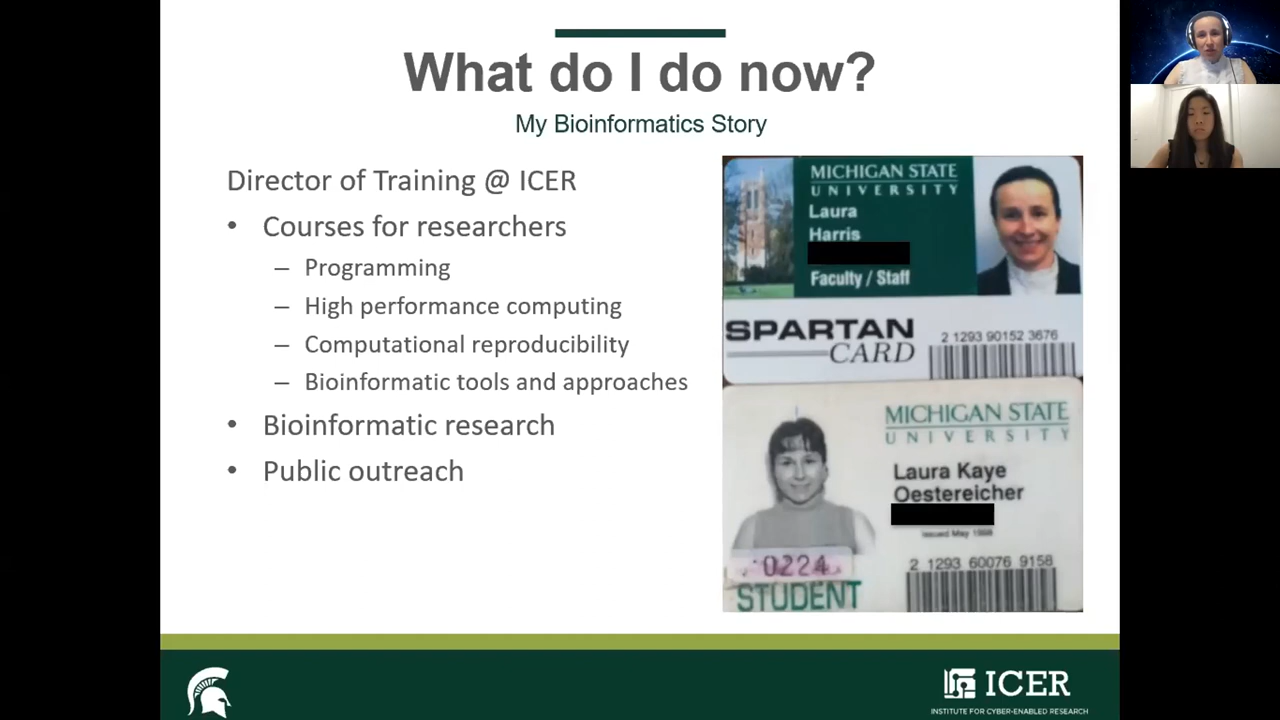 What do I do now?
My Bioinformatics Story
Director of Training @ ICER
• Courses for researchers
– Programming
– High performance computing
– Computational reproducibility
– Bioinformatic tools and approaches
• Bioinformatic research
• Public outreach
MICHIGAN STATE
UNIVERSITY
Laura
Harris
Faculty / Staff
SPARTAN
CARD
2 1293 90152 3676
MICHIGAN STATE
UNIVERSITY
Laura Kaye
Oestereicher
Issued May 1998
0224
STUDENT
2 1293 60076 9158
ICER
INSTITUTE FOR CYBER-ENABLED RESEARCH